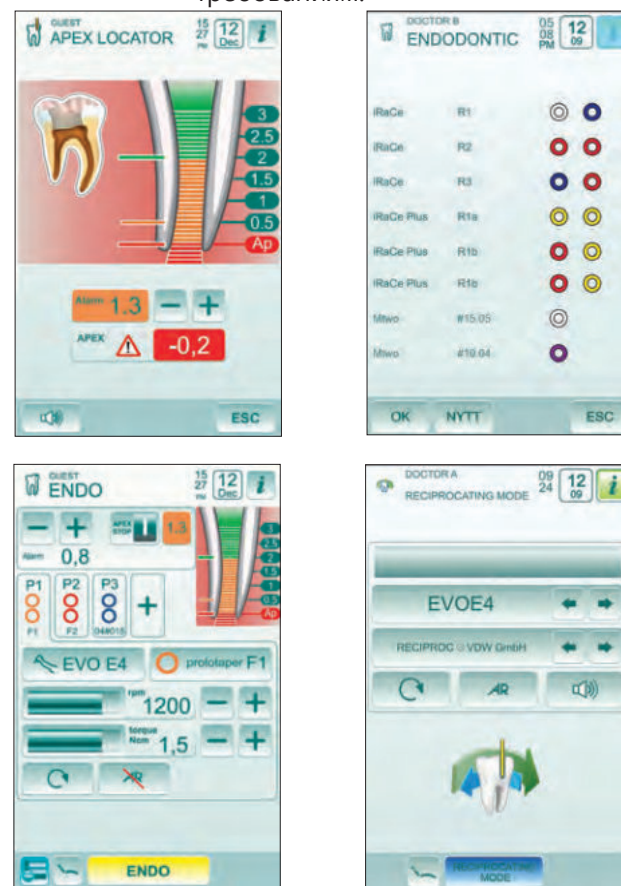 GUEST
APEX LOCATOR
15
27
PM
12
Dec
i
3
2.5
2
1.5
1
0.5
Ap
Alarm 1.3 − +
APEX -0,2
ESC
DOCTOR B
ENDODONTIC
05
08
PM
12
09
iRaCe R1
iRaCe R2
iRaCe R3
iRaCe Plus R1a
iRaCe Plus R1b
iRaCe Plus R1b
Mtwo #15.05
Mtwo #10.04
OK NYTT ESC
GUEST
ENDO
15
27
PM
12
Dec
i
− + APEX STOP 1.3
Alarm 0,8
3
2.5
2
1.5
1
0.5
Ap
P1 P2 P3 +
F1 F2
EVO E4 prototaper F1
rpm
1200 − +
torque
Ncm 1,5 − +
AR
ENDO
DOCTOR A
RECIPROCATING MODE
09
24
12
09
i
EVOE4
RECIPROC ® VDW GmbH
AR
RECIPROCATING
MODE